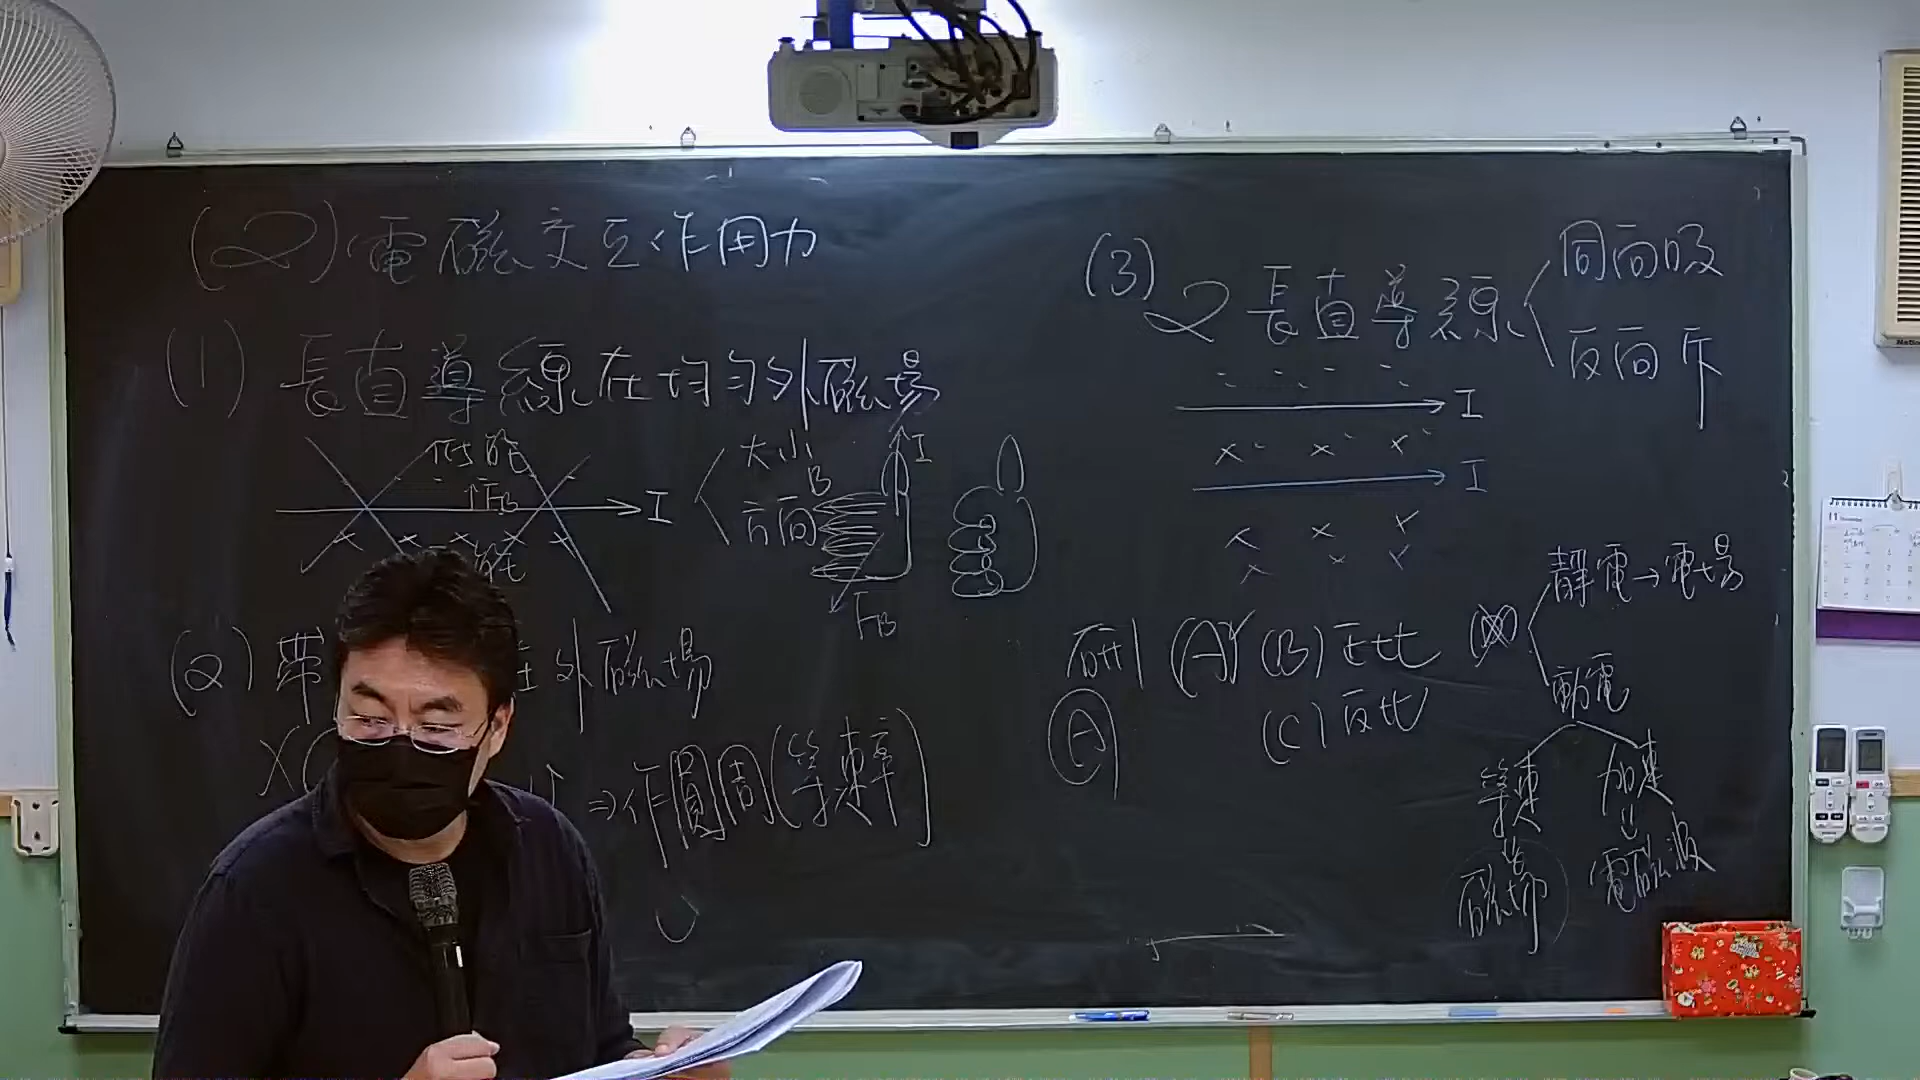 (2) 電磁交互作用力
(1) 長直導線在均勻外磁場
大小
方向
I
B
I
FB
FB
(2) 帶
外磁場
⇒作圓周(等速率)
(3) 2長直導線
同向吸
反向斥
I
I
(A) (B) 正比
(C) 反比
(A)
靜電→電場
動電
等速
加速
磁場
電磁波